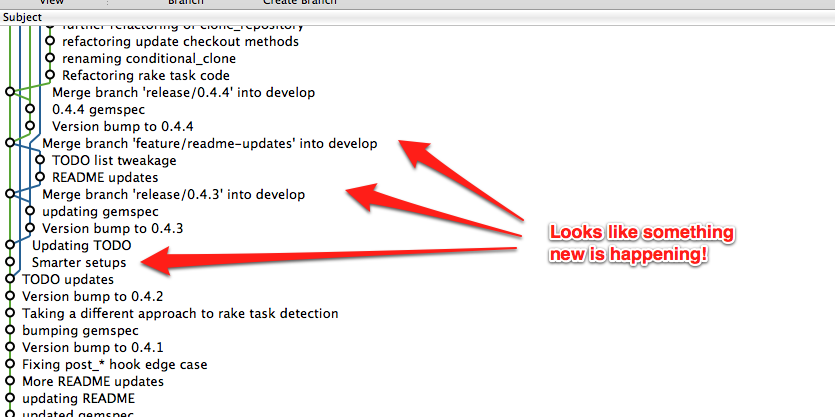 View Branch Create Branch
Subject
further refactoring of clone_repository
refactoring update checkout methods
renaming conditional_clone
Refactoring rake task code
Merge branch 'release/0.4.4' into develop
0.4.4 gemspec
Version bump to 0.4.4
Merge branch 'feature/readme-updates' into develop
TODO list tweakage
README updates
Merge branch 'release/0.4.3' into develop
updating gemspec
Version bump to 0.4.3
Updating TODO
Smarter setups
TODO updates
Version bump to 0.4.2
Taking a different approach to rake task detection
bumping gemspec
Version bump to 0.4.1
Fixing post_* hook edge case
More README updates
updating README
updated gemspec
Looks like something
new is happening!